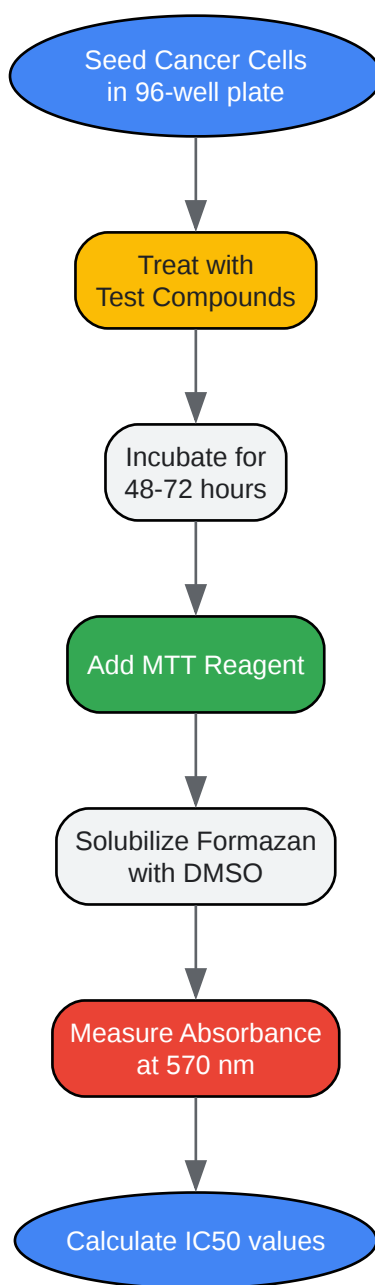 Seed Cancer Cells
in 96-well plate
Treat with
Test Compounds
Incubate for
48-72 hours
Add MTT Reagent
Solubilize Formazan
with DMSO
Measure Absorbance
at 570 nm
Calculate IC50 values